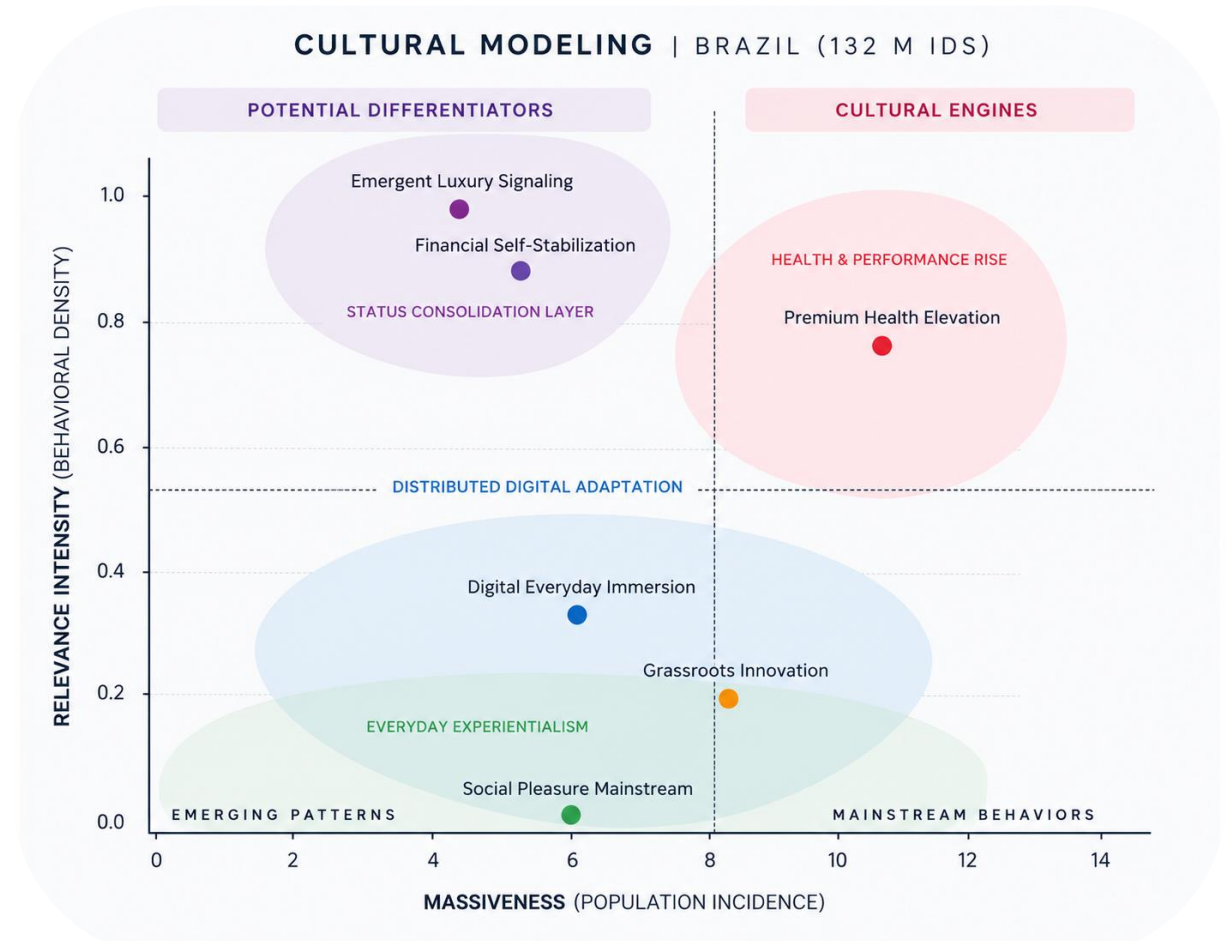 CULTURAL MODELING | BRAZIL (132 M IDS)
POTENTIAL DIFFERENTIATORS
CULTURAL ENGINES
RELEVANCE INTENSITY (BEHAVIORAL DENSITY)
1.0
0.8
0.6
0.4
0.2
0.0
Emergent Luxury Signaling
Financial Self-Stabilization
STATUS CONSOLIDATION LAYER
HEALTH & PERFORMANCE RISE
Premium Health Elevation
DISTRIBUTED DIGITAL ADAPTATION
Digital Everyday Immersion
Grassroots Innovation
EVERYDAY EXPERIENTIALISM
Social Pleasure Mainstream
EMERGING PATTERNS
MAINSTREAM BEHAVIORS
0 2 4 6 8 10 12 14
MASSIVENESS (POPULATION INCIDENCE)